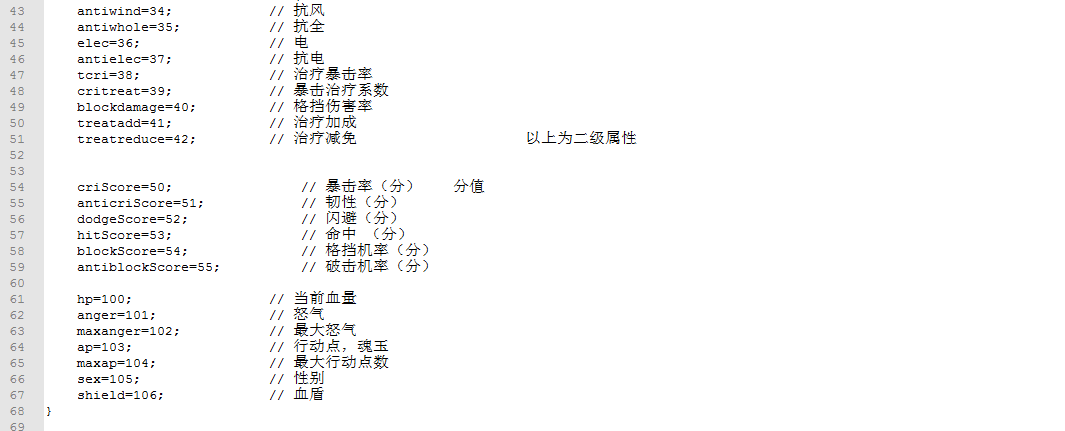 43 antiwind=34; // 抗风
44 antiwhole=35; // 抗全
45 elec=36; // 电
46 antielec=37; // 抗电
47 tcri=38; // 治疗暴击率
48 critreat=39; // 暴击治疗系数
49 blockdamage=40; // 格挡伤害率
50 treatadd=41; // 治疗加成
51 treatreduce=42; // 治疗减免 以上为二级属性
52
53
54 criScore=50; // 暴击率（分） 分值
55 anticriScore=51; // 韧性（分）
56 dodgeScore=52; // 闪避（分）
57 hitScore=53; // 命中 （分）
58 blockScore=54; // 格挡机率（分）
59 antiblockScore=55; // 破击机率（分）
60
61 hp=100; // 当前血量
62 anger=101; // 怒气
63 maxanger=102; // 最大怒气
64 ap=103; // 行动点，魂玉
65 maxap=104; // 最大行动点数
66 sex=105; // 性别
67 shield=106; // 血盾
68 }
69